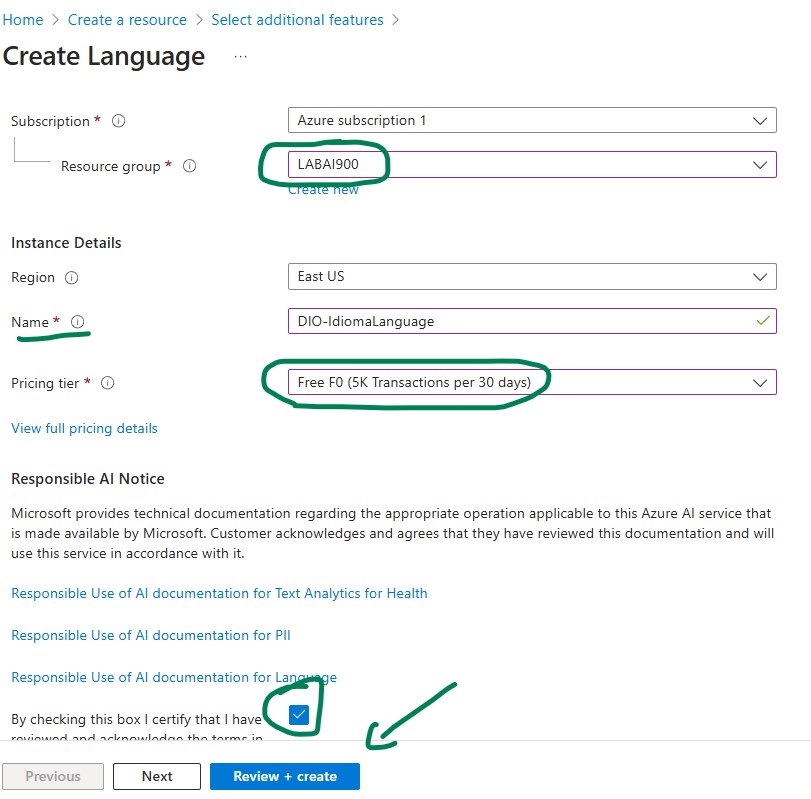 Home > Create a resource > Select additional features >
Create Language ...
Subscription * Azure subscription 1
Resource group * LABAI900
Create new
Instance Details
Region East US
Name * DIO-IdiomaLanguage
Pricing tier * Free F0 (5K Transactions per 30 days)
View full pricing details
Responsible AI Notice
Microsoft provides technical documentation regarding the appropriate operation applicable to this Azure AI service that
is made available by Microsoft. Customer acknowledges and agrees that they have reviewed this documentation and will
use this service in accordance with it.
Responsible Use of AI documentation for Text Analytics for Health
Responsible Use of AI documentation for PII
Responsible Use of AI documentation for Language
By checking this box I certify that I have
reviewed and acknowledge the terms in
Previous Next Review + create